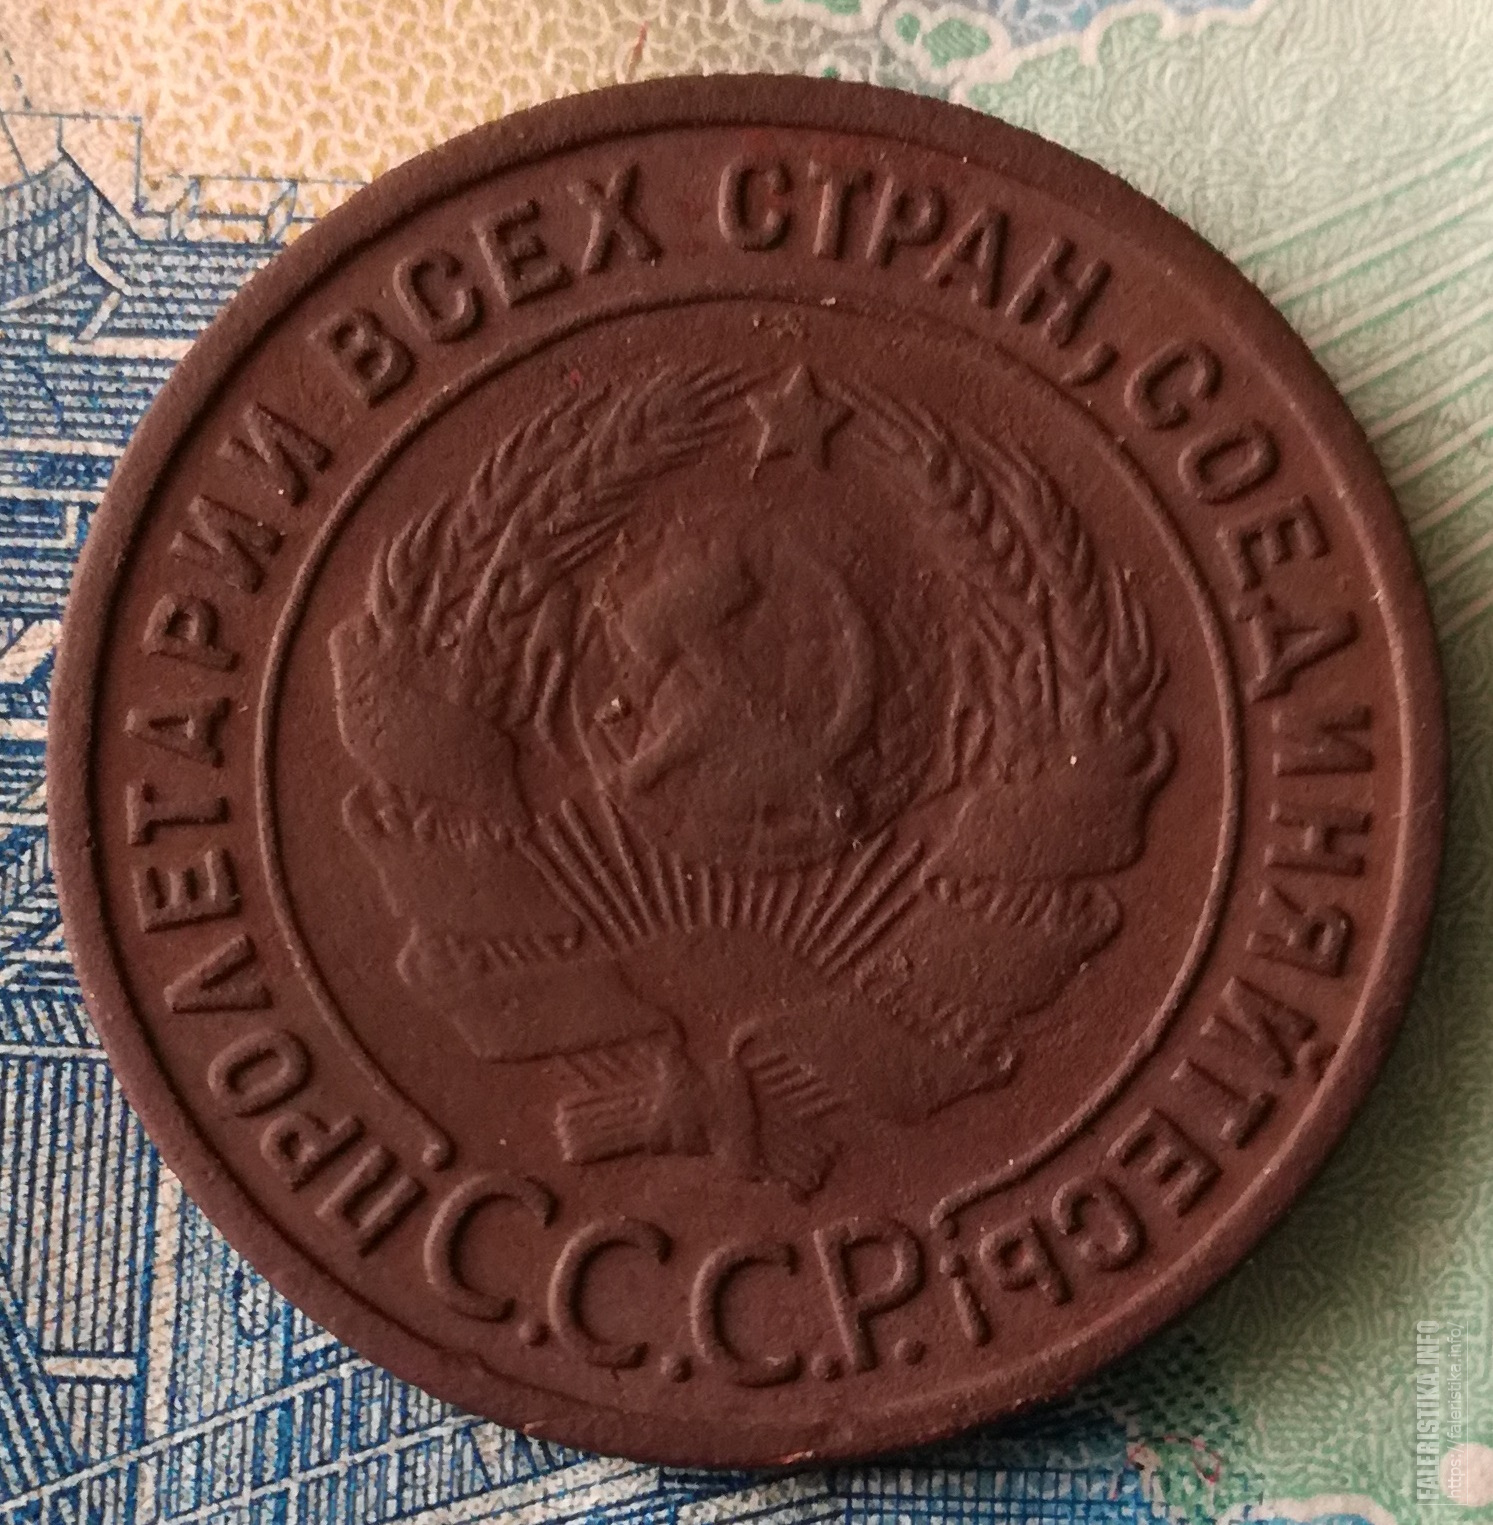 ПРОЛЕТАРИИ ВСЕХ СТРАН, СОЕДИНЯЙТЕСЬ!
С.С.С.Р.
FALERISTIKA.INFO
https://faleristika.info/